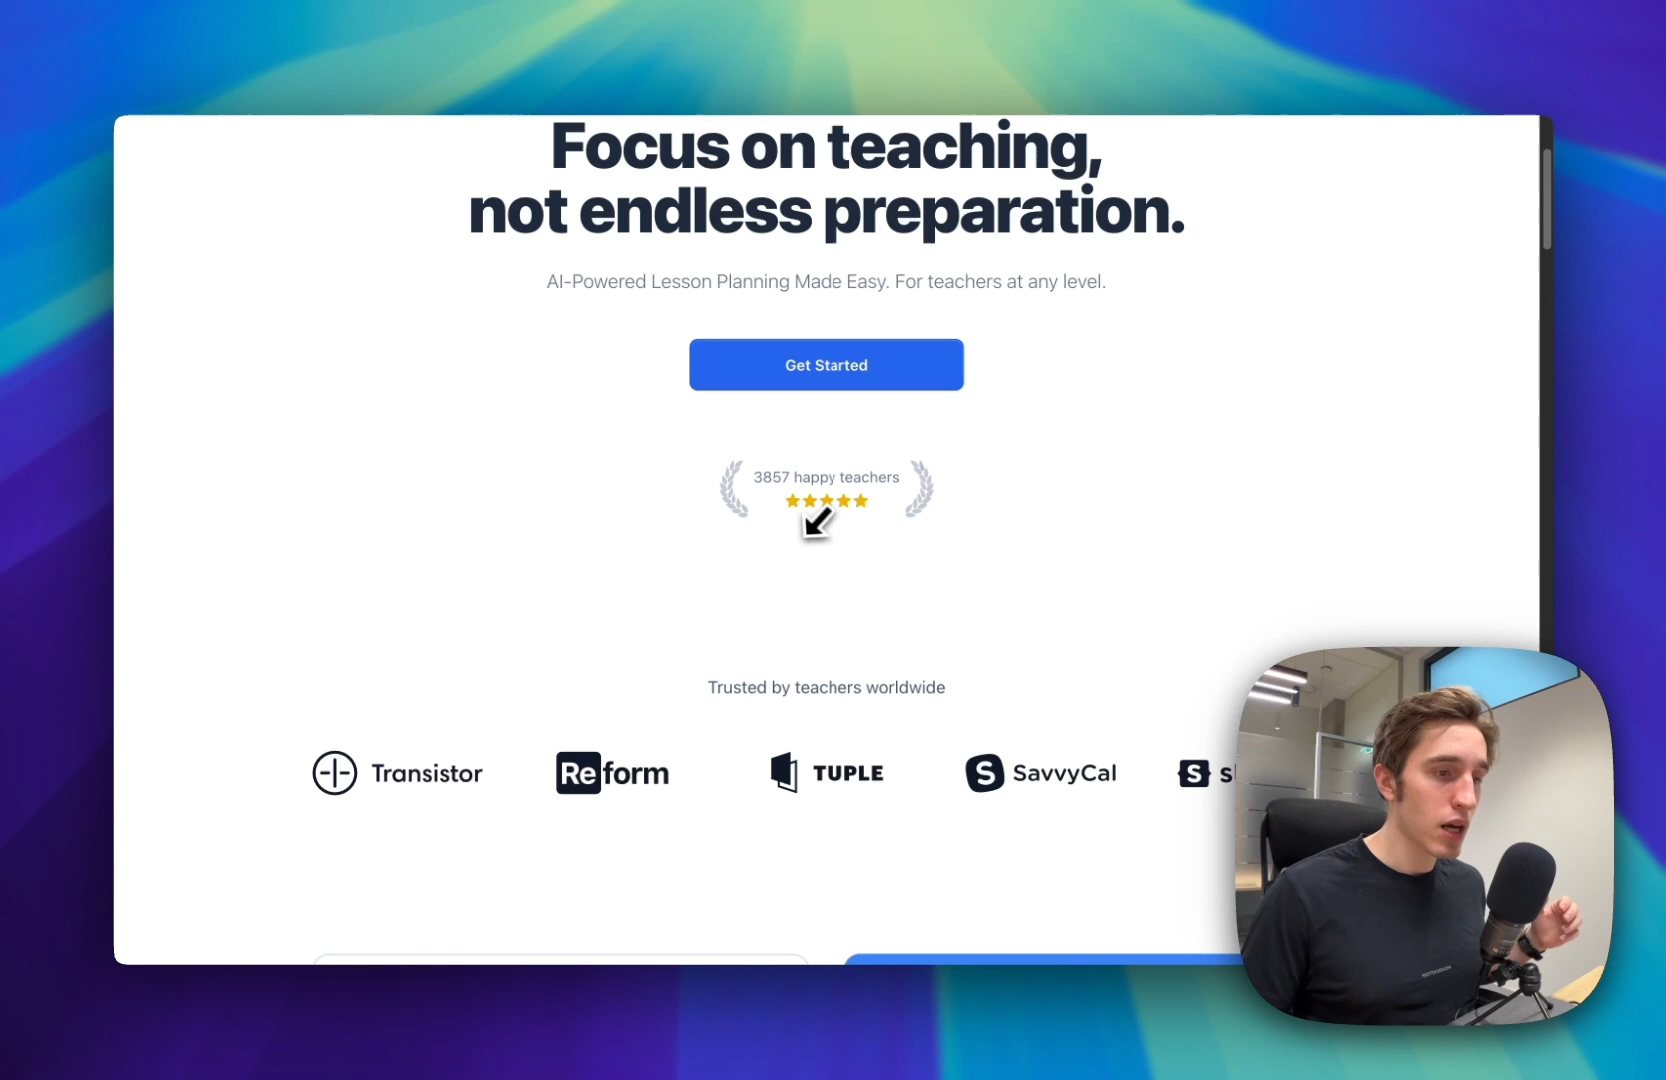 Focus on teaching,
not endless preparation.
AI-Powered Lesson Planning Made Easy. For teachers at any level.
Get Started
3857 happy teachers
Trusted by teachers worldwide
Transistor
Reform
TUPLE
SavvyCal
S